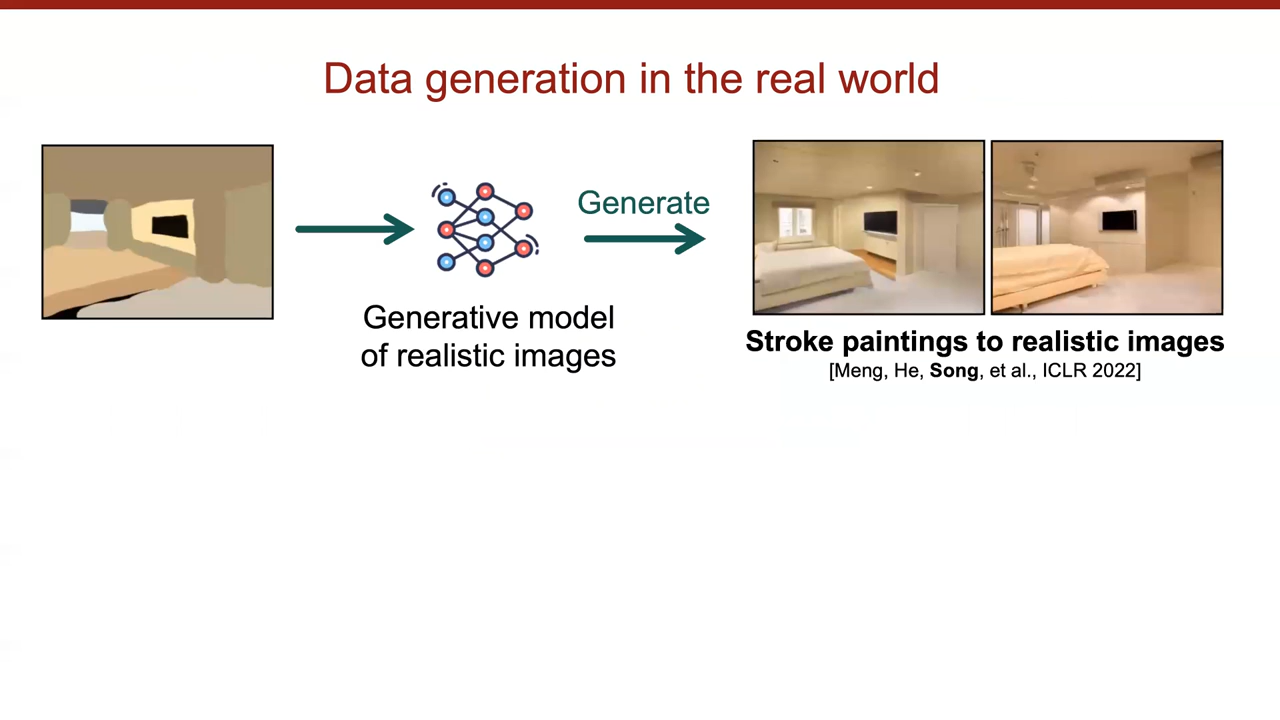 Data generation in the real world
Generate
Generative model
of realistic images
Stroke paintings to realistic images
[Meng, He, Song, et al., ICLR 2022]